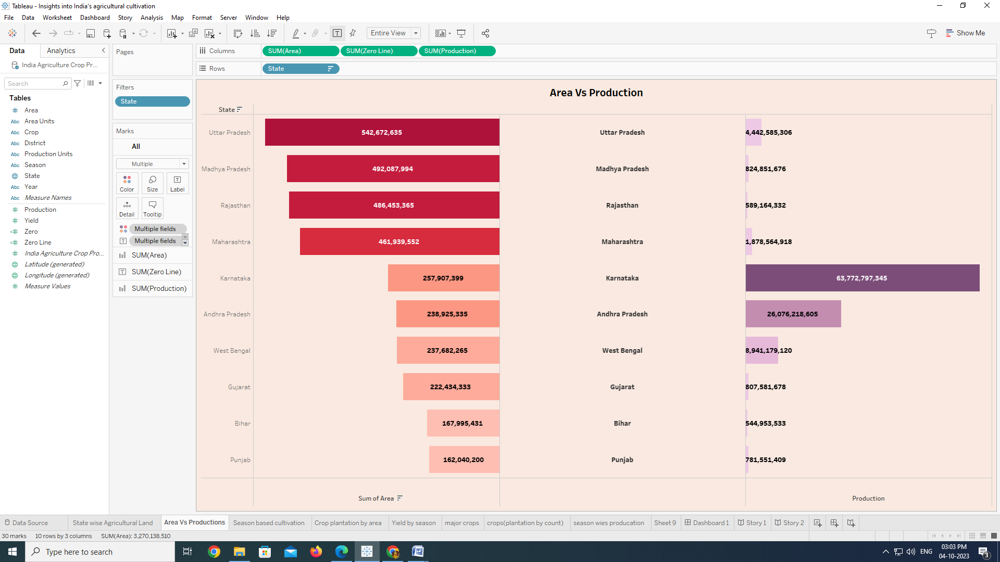 Tableau - Insights into India's agricultural cultivation
File Data Worksheet Dashboard Story Analysis Map Format Server Window Help
Entire View
Show Me
Data Analytics
India Agriculture Crop Pr...
Search
Tables
# Area
Abc Area Units
Abc Crop
Abc District
Abc Production Units
Abc Season
State
Abc Year
Abc Measure Names
# Production
# Yield
=# Zero
=# Zero Line
# India Agriculture Crop Pro...
Latitude (generated)
Longitude (generated)
# Measure Values
Pages
Filters
State
Marks
All
Multiple
Color Size Label
Detail Tooltip
Multiple fields
Multiple fields
SUM(Area)
SUM(Zero Line)
SUM(Production)
Columns SUM(Area) SUM(Zero Line) SUM(Production)
Rows State
Area Vs Production
State
Uttar Pradesh 542,672,635 Uttar Pradesh 4,442,585,306
Madhya Pradesh 492,087,994 Madhya Pradesh 824,851,676
Rajasthan 486,453,365 Rajasthan 589,164,332
Maharashtra 461,939,552 Maharashtra 1,878,564,918
Karnataka 257,907,399 Karnataka 63,772,797,345
Andhra Pradesh 238,925,335 Andhra Pradesh 26,076,218,605
West Bengal 237,682,265 West Bengal 8,941,179,120
Gujarat 222,434,333 Gujarat 807,581,678
Bihar 167,995,431 Bihar 544,953,533
Punjab 162,040,200 Punjab 781,551,409
Sum of Area Production
Data Source State wise Agricultural Land Area Vs Productions Season based cultivation Crop plantation by area Yield by season major crops crops(plantation by count) season wies producation Sheet 9 Dashboard 1 Story 1 Story 2
30 marks 10 rows by 3 columns SUM(Area): 3,270,138,510
Type here to search
ENG
03:03 PM
04-10-2023
3